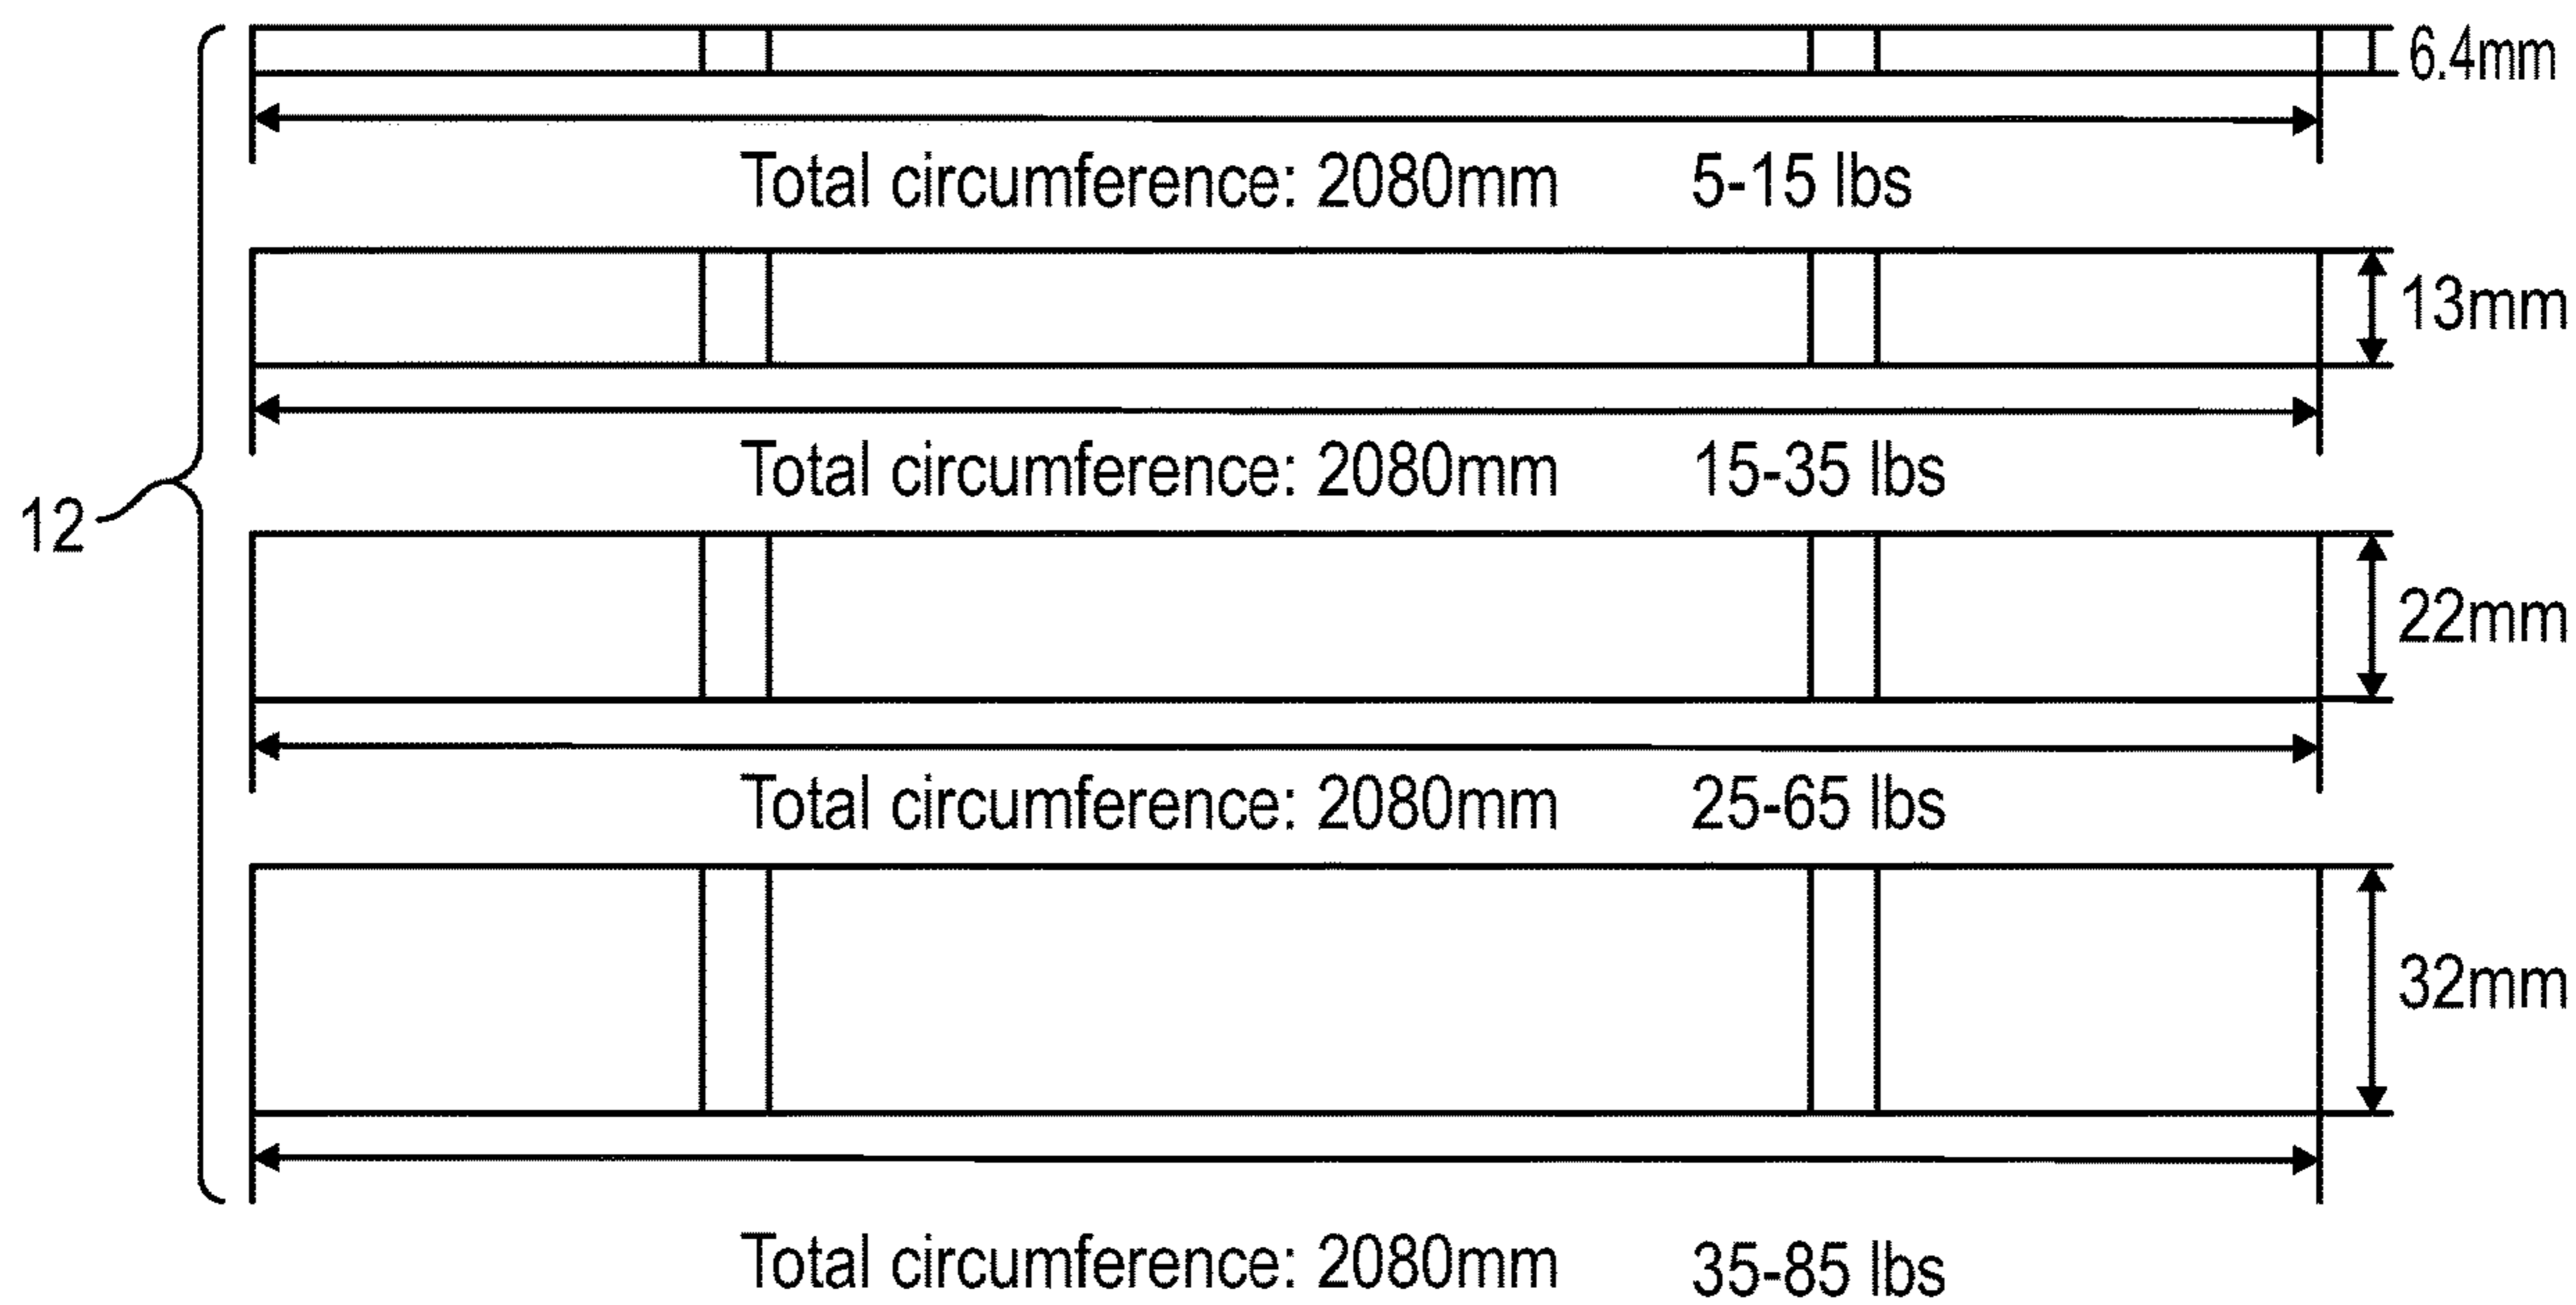 6.4mm
Total circumference: 2080mm 5-15 lbs
13mm
Total circumference: 2080mm 15-35 lbs
12
22mm
Total circumference: 2080mm 25-65 lbs
32mm
Total circumference: 2080mm 35-85 lbs